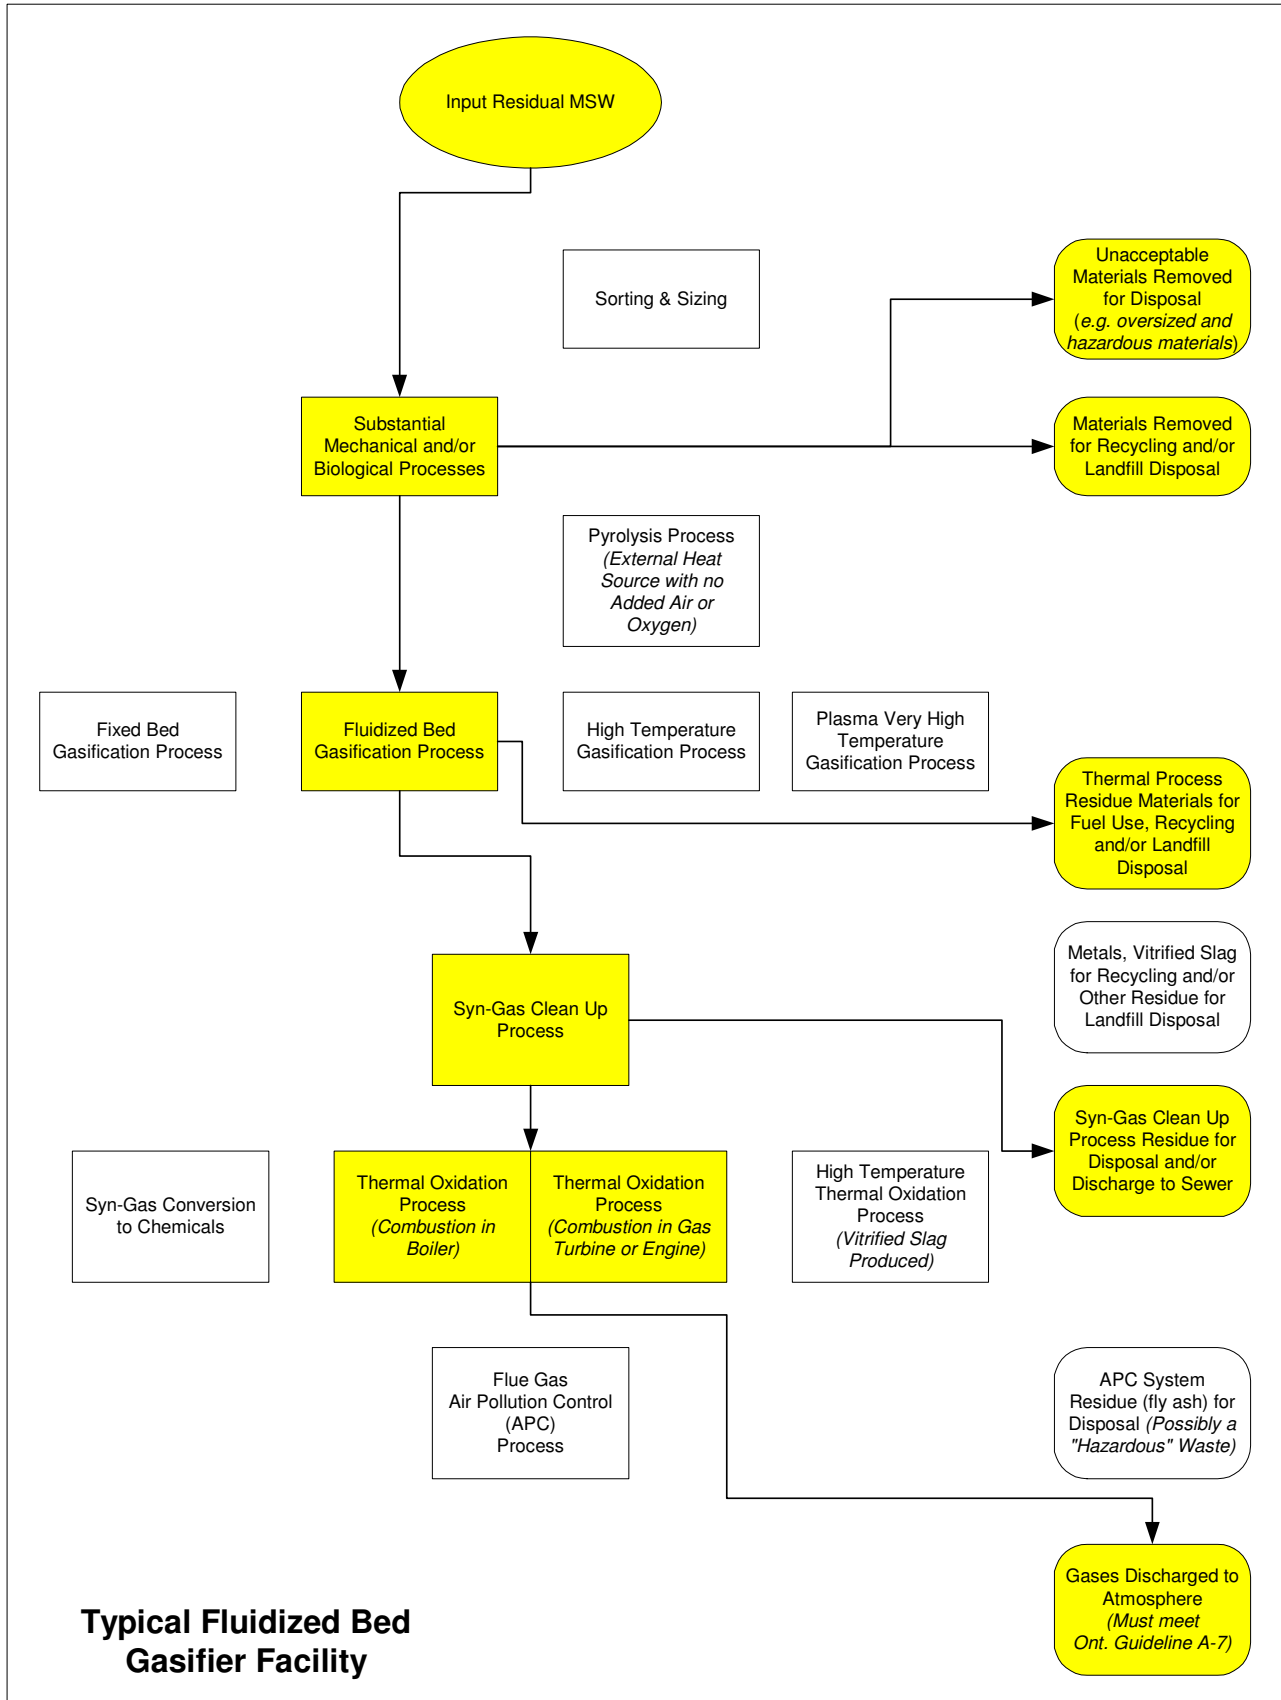 Input Residual MSW
Sorting & Sizing
Unacceptable
Materials Removed
for Disposal
(e.g. oversized and
hazardous materials)
Substantial
Mechanical and/or
Biological Processes
Materials Removed
for Recycling and/or
Landfill Disposal
Pyrolysis Process
(External Heat
Source with no
Added Air or
Oxygen)
Fixed Bed
Gasification Process
Fluidized Bed
Gasification Process
High Temperature
Gasification Process
Plasma Very High
Temperature
Gasification Process
Thermal Process
Residue Materials for
Fuel Use, Recycling
and/or Landfill
Disposal
Metals, Vitrified Slag
for Recycling and/or
Other Residue for
Landfill Disposal
Syn-Gas Clean Up
Process
Syn-Gas Clean Up
Process Residue for
Disposal and/or
Discharge to Sewer
Syn-Gas Conversion
to Chemicals
Thermal Oxidation
Process
(Combustion in
Boiler)
Thermal Oxidation
Process
(Combustion in Gas
Turbine or Engine)
High Temperature
Thermal Oxidation
Process
(Vitrified Slag
Produced)
Flue Gas
Air Pollution Control
(APC)
Process
APC System
Residue (fly ash) for
Disposal (Possibly a
"Hazardous" Waste)
Gases Discharged to
Atmosphere
(Must meet
Ont. Guideline A-7)
Typical Fluidized Bed
Gasifier Facility